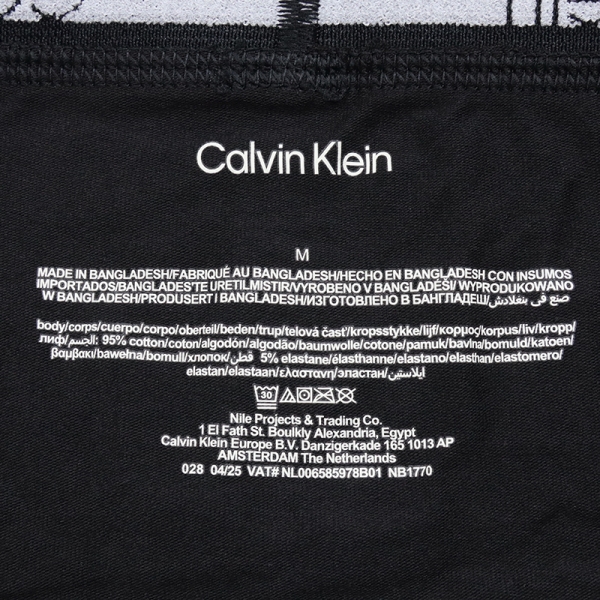 Calvin Klein
M
MADE IN BANGLADESH/FABRIQUÉ AU BANGLADESH/HECHO EN BANGLADESH CON INSUMOS
IMPORTADOS/BANGLADEŞ'TE ÜRETILMISTIR/VYROBENO V BANGLADÉŠI/ WYPRODUKOWANO
W BANGLADESH/PRODUSERT I BANGLADESH/ИЗГОТОВЛЕНО В БАНГЛАДЕШ/صنع فى بنغلادش
body/corps/cuerpo/corpo/oberteil/beden/trup/telová časť/kropsstykke/lijf/κορμος/korpus/liv/kropp/
лиф/الجسم: 95% cotton/coton/algodón/algodão/baumwolle/cotone/pamuk/bavlna/bomuld/katoen/
βαμβακι/bawełna/bomull/хлопок/قطن 5% elastane/élasthanne/elastano/elasthan/elastomero/
elastan/elastaan/ελαστανη/эластан/ايلاستين
30
Nile Projects & Trading Co.
1 El Fath St. Boulkly Alexandria, Egypt
Calvin Klein Europe B.V. Danzigerkade 165 1013 AP
AMSTERDAM The Netherlands
028 04/25 VAT# NL006585978B01 NB1770